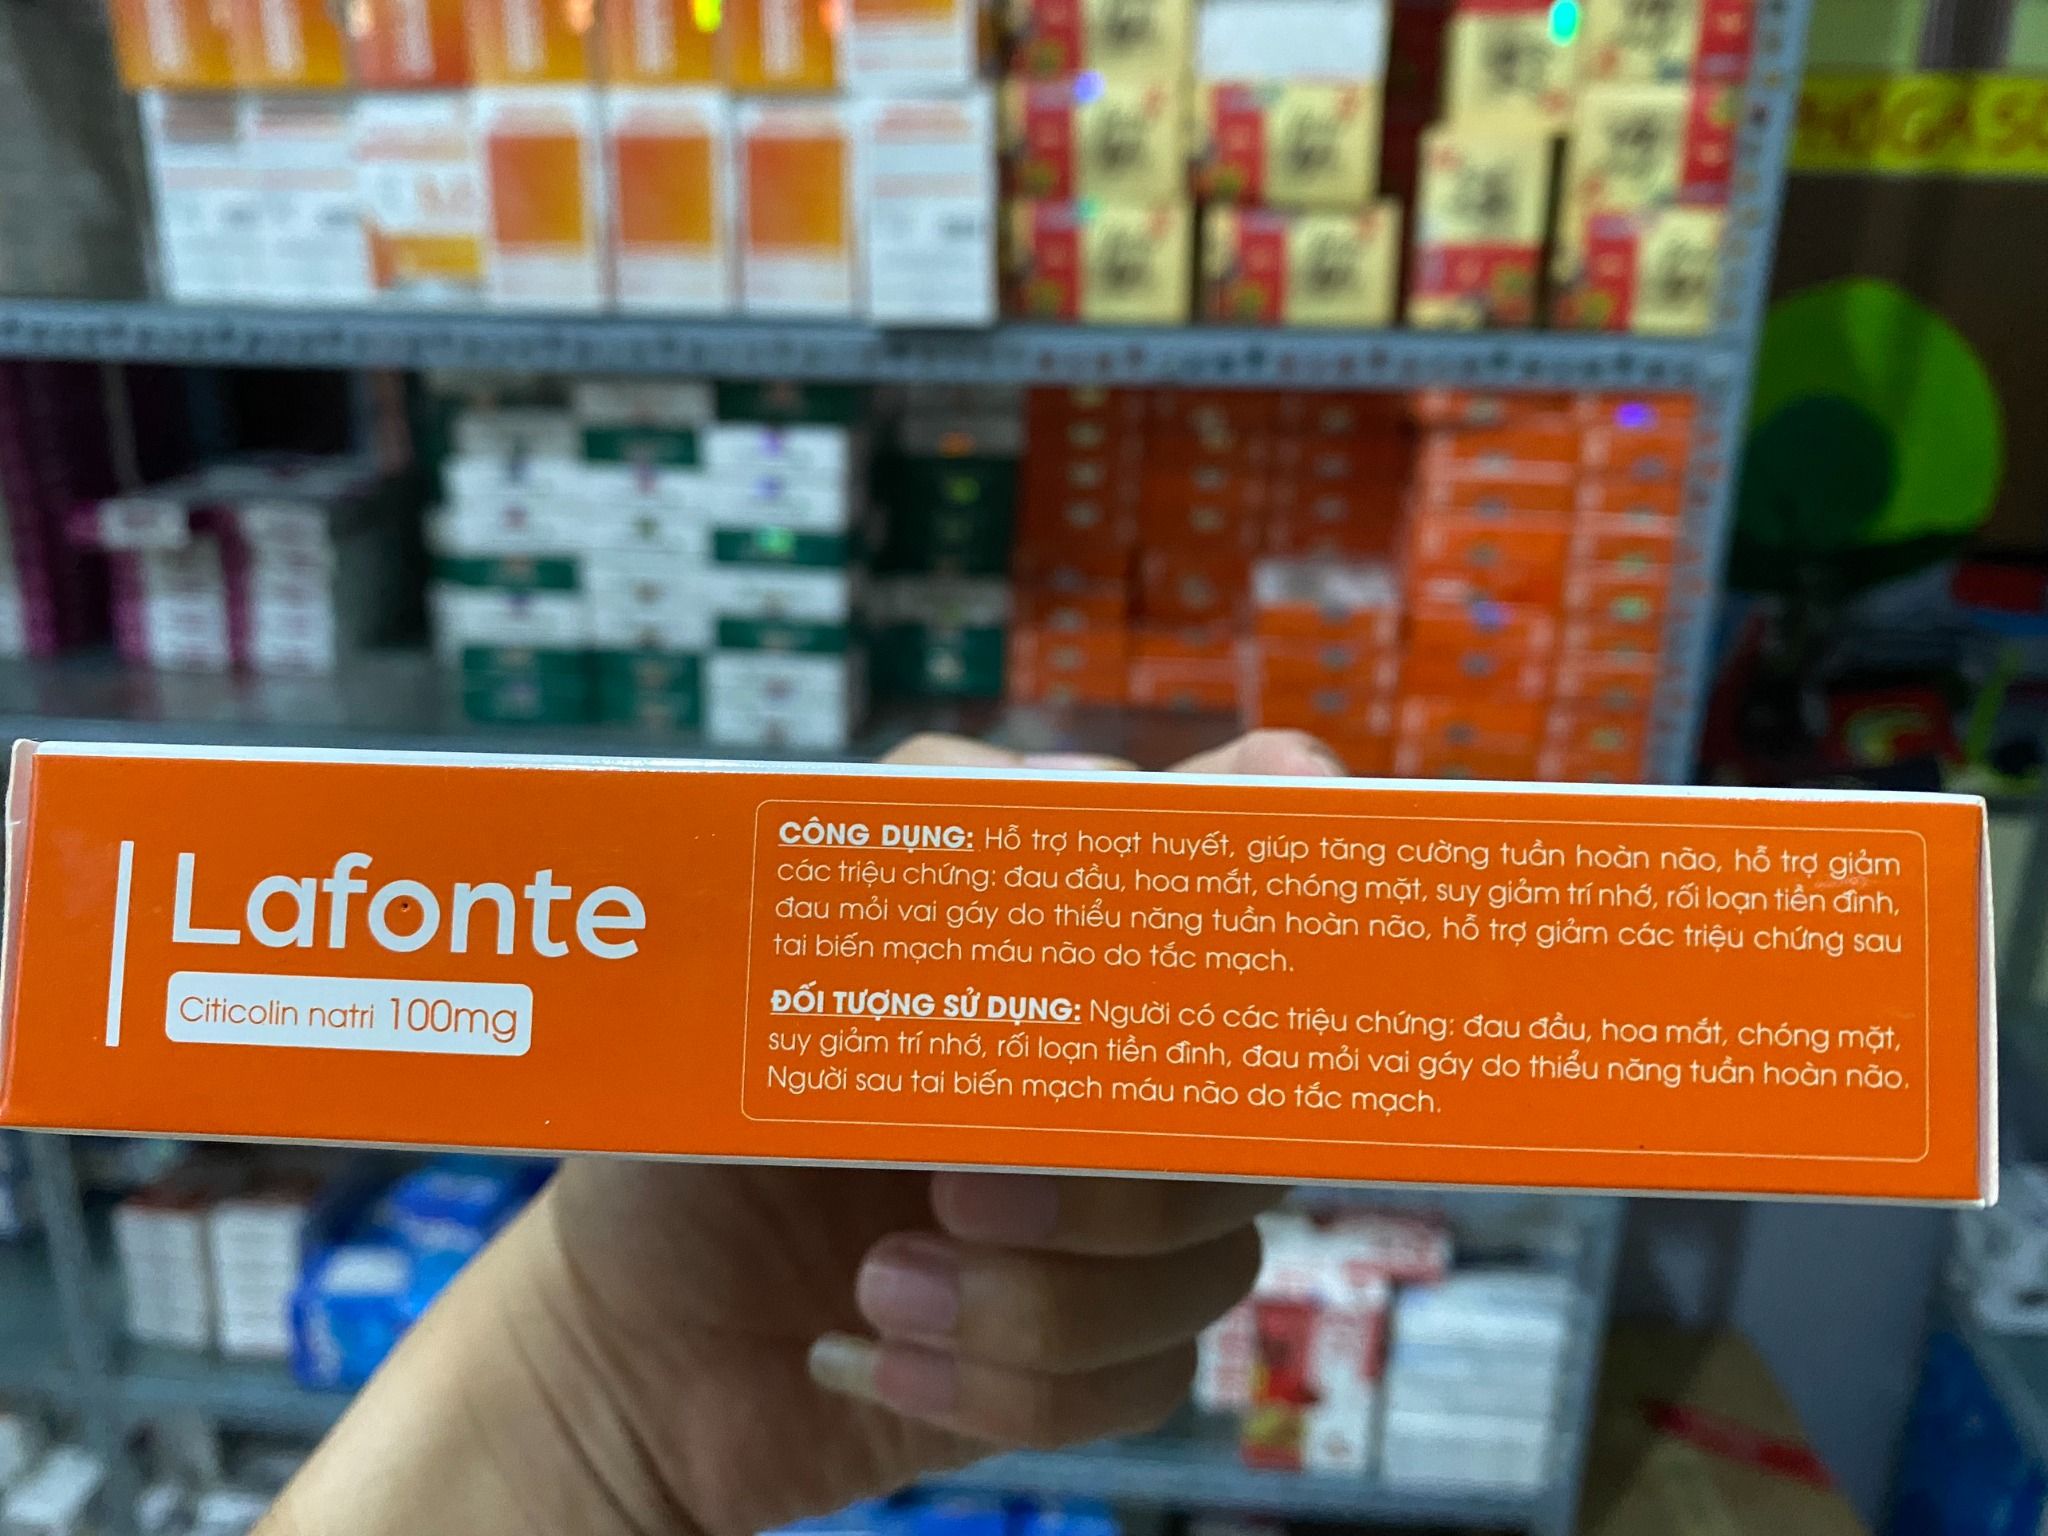 Lafonte
Citicolin natri 100mg
CÔNG DỤNG: Hỗ trợ hoạt huyết, giúp tăng cường tuần hoàn não, hỗ trợ giảm
các triệu chứng: đau đầu, hoa mắt, chóng mặt, suy giảm trí nhớ, rối loạn tiền đình,
đau mỏi vai gáy do thiểu năng tuần hoàn não, hỗ trợ giảm các triệu chứng sau
tai biến mạch máu não do tắc mạch.
ĐỐI TƯỢNG SỬ DỤNG: Người có các triệu chứng: đau đầu, hoa mắt, chóng mặt,
suy giảm trí nhớ, rối loạn tiền đình, đau mỏi vai gáy do thiểu năng tuần hoàn não.
Người sau tai biến mạch máu não do tắc mạch.